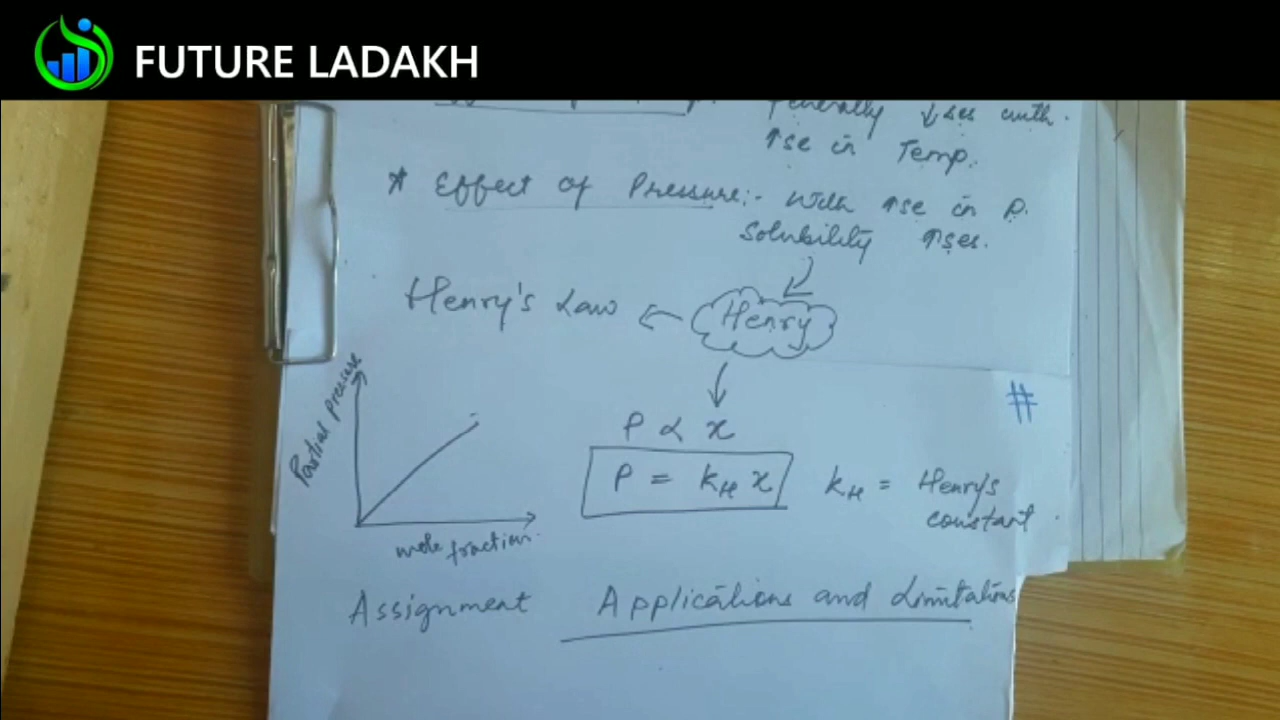 FUTURE LADAKH
generally ↓ses with.
↑se in Temp.
* Effect of Pressure:- With ↑se in P.
solubility ↑ses.
Henry's Law ← Henry
Partial pressure
#
P α x
P = KH x KH = Henry's
constant.
mole fraction.
Assignment Applications and Limitations